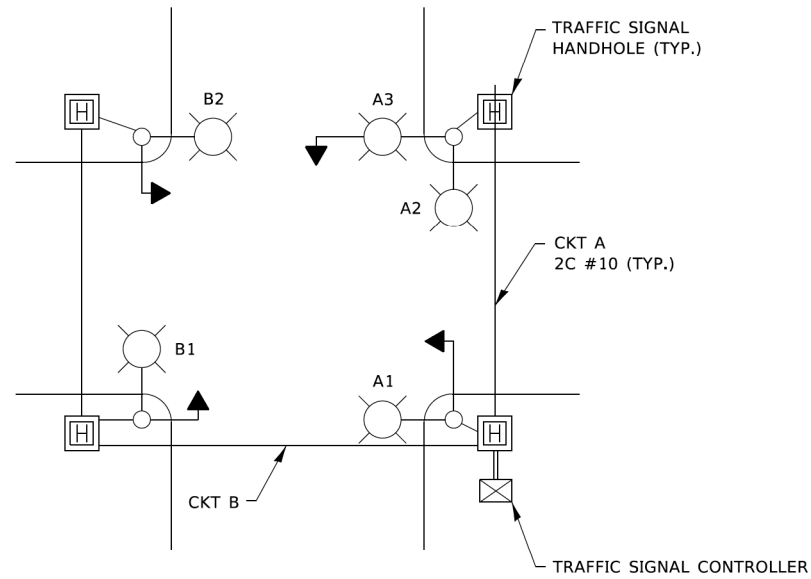 TRAFFIC SIGNAL
HANDHOLE (TYP.)
H
B2
A3
H
A2
CKT A
2C #10 (TYP.)
B1
A1
H
H
CKT B
TRAFFIC SIGNAL CONTROLLER